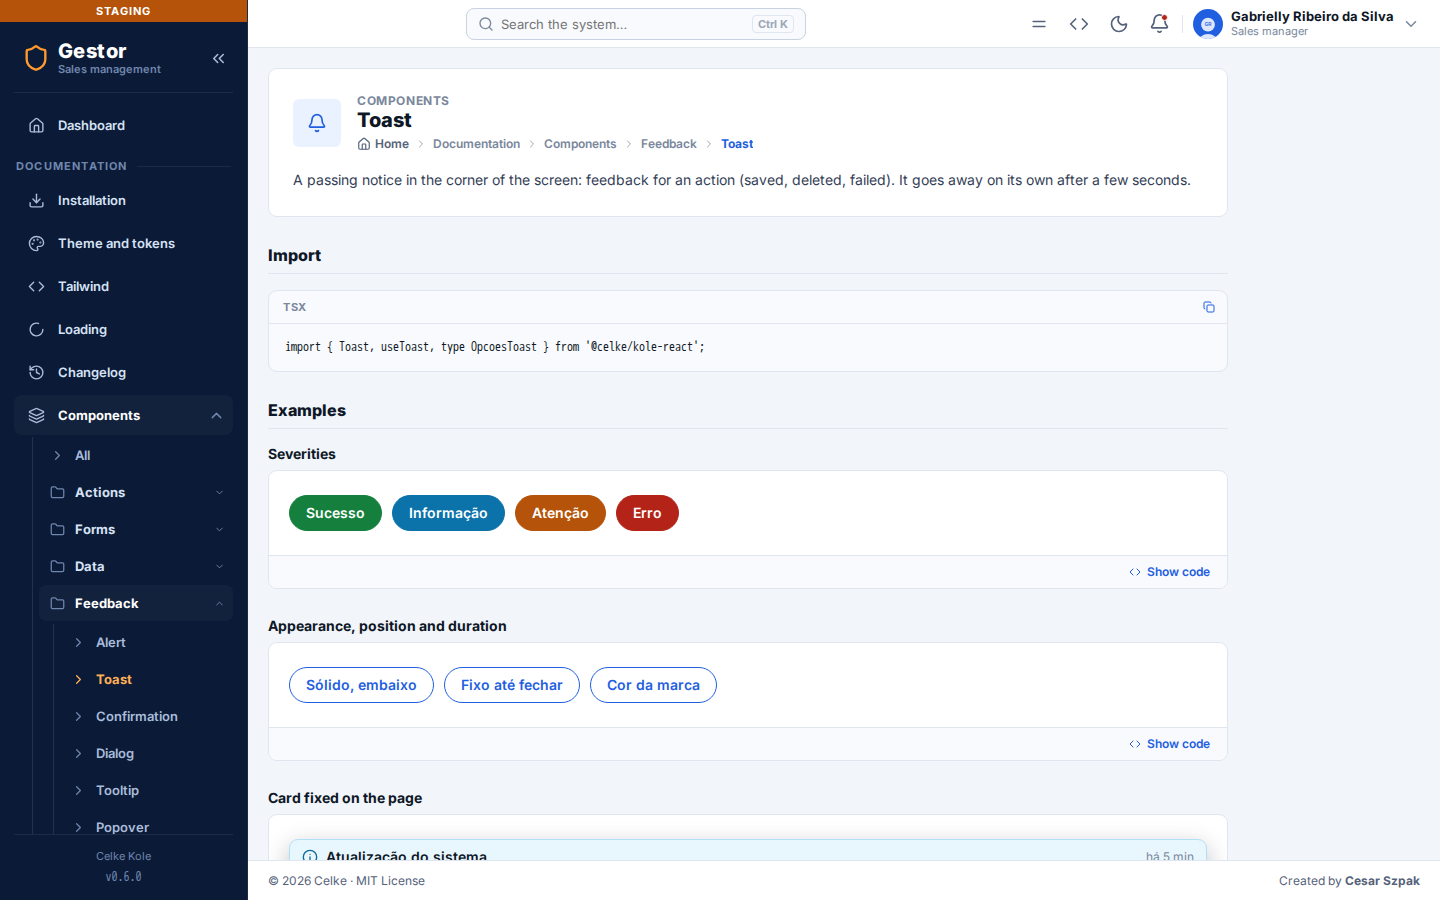 STAGING
Gestor
Sales management
Dashboard
DOCUMENTATION
Installation
Theme and tokens
Tailwind
Loading
Changelog
Components
All
Actions
Forms
Data
Feedback
Alert
Toast
Confirmation
Dialog
Tooltip
Popover
Celke Kole
v0.6.0
Search the system...
Ctrl K
GR
Gabrielly Ribeiro da Silva
Sales manager
COMPONENTS
Toast
Home
Documentation
Components
Feedback
Toast
A passing notice in the corner of the screen: feedback for an action (saved, deleted, failed). It goes away on its own after a few seconds.
Import
TSX
import { Toast, useToast, type OpcoesToast } from '@celke/kole-react';
Examples
Severities
Sucesso
Informação
Atenção
Erro
Show code
Appearance, position and duration
Sólido, embaixo
Fixo até fechar
Cor da marca
Show code
Card fixed on the page
Atualização do sistema
há 5 min
© 2026 Celke · MIT License
Created by Cesar Szpak